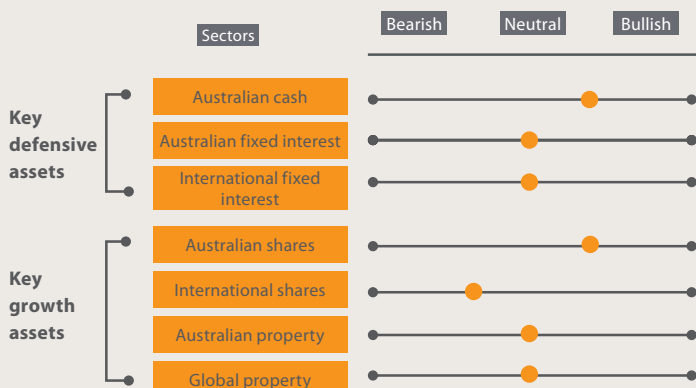 Sectors
Bearish
Neutral
Bullish
Key
defensive
assets
Australian cash
Australian fixed interest
International fixed
interest
Key
growth
assets
Australian shares
International shares
Australian property
Global property